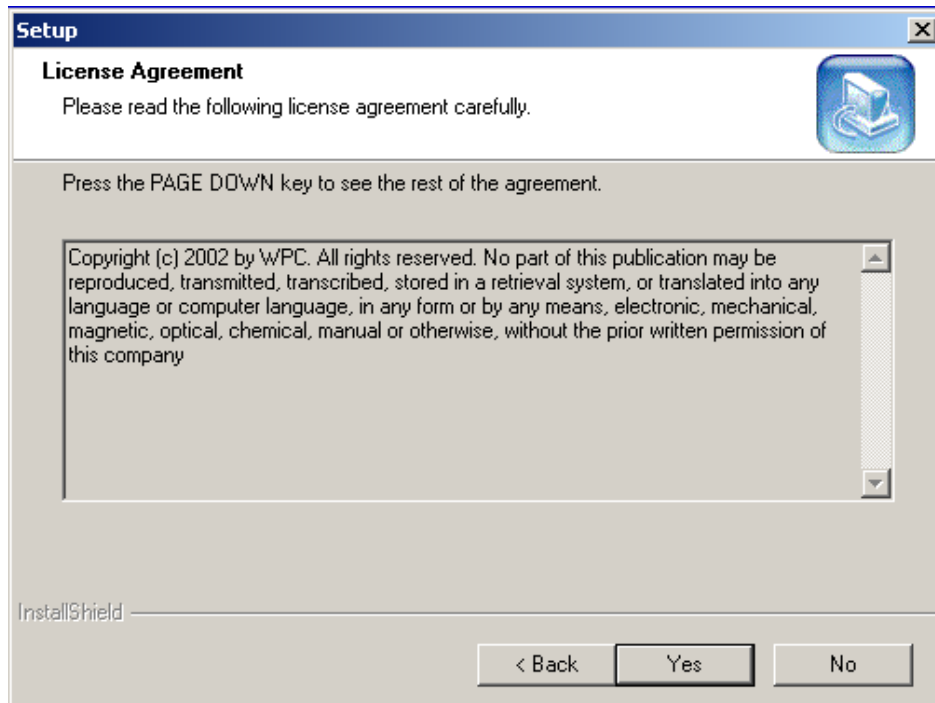 Setup
License Agreement
Please read the following license agreement carefully.
Press the PAGE DOWN key to see the rest of the agreement.
Copyright (c) 2002 by WPC. All rights reserved. No part of this publication may be
reproduced, transmitted, transcribed, stored in a retrieval system, or translated into any
language or computer language, in any form or by any means, electronic, mechanical,
magnetic, optical, chemical, manual or otherwise, without the prior written permission of
this company
InstallShield
< Back
Yes
No